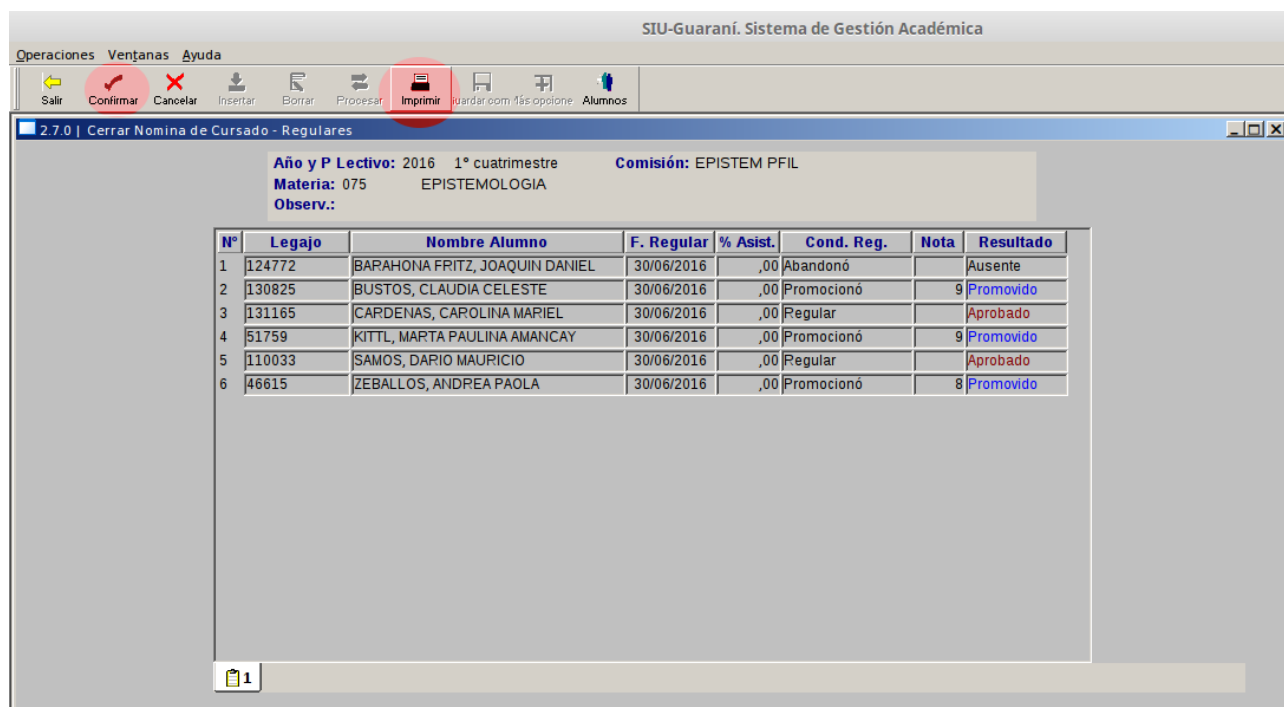 SIU-Guaraní. Sistema de Gestión Académica
Operaciones Ventanas Ayuda
Salir Confirmar Cancelar Insertar Borrar Procesar Imprimir uardar com 1ás opcione Alumnos
2.7.0 | Cerrar Nomina de Cursado - Regulares
Año y P Lectivo: 2016 1º cuatrimestre Comisión: EPISTEM PFIL
Materia: 075 EPISTEMOLOGIA
Observ.:
Nº Legajo Nombre Alumno F. Regular % Asist. Cond. Reg. Nota Resultado
1 124772 BARAHONA FRITZ, JOAQUIN DANIEL 30/06/2016 ,00 Abandonó Ausente
2 130825 BUSTOS, CLAUDIA CELESTE 30/06/2016 ,00 Promocionó 9 Promovido
3 131165 CARDENAS, CAROLINA MARIEL 30/06/2016 ,00 Regular Aprobado
4 51759 KITTL, MARTA PAULINA AMANCAY 30/06/2016 ,00 Promocionó 9 Promovido
5 110033 SAMOS, DARIO MAURICIO 30/06/2016 ,00 Regular Aprobado
6 46615 ZEBALLOS, ANDREA PAOLA 30/06/2016 ,00 Promocionó 8 Promovido
1